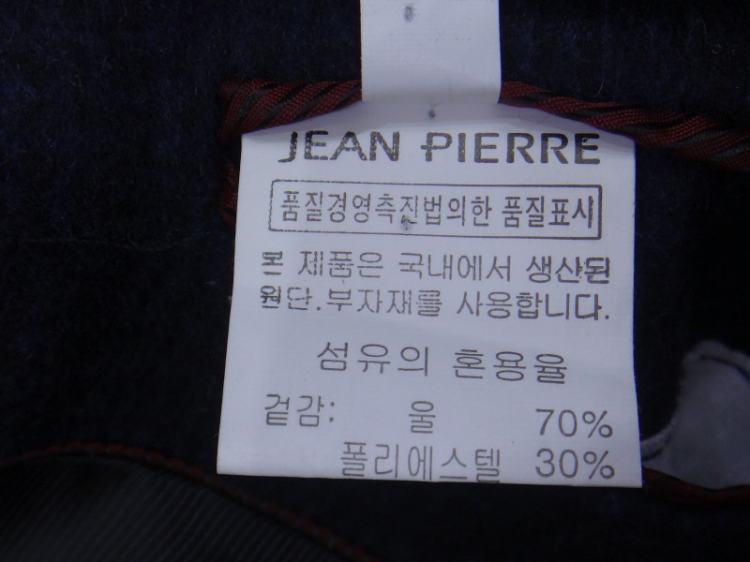 JEAN PIERRE
품질경영촉진법의한 품질표시
본 제품은 국내에서 생산된
원단.부자재를 사용합니다.
섬유의 혼용율
겉감: 울 70%
폴리에스텔 30%